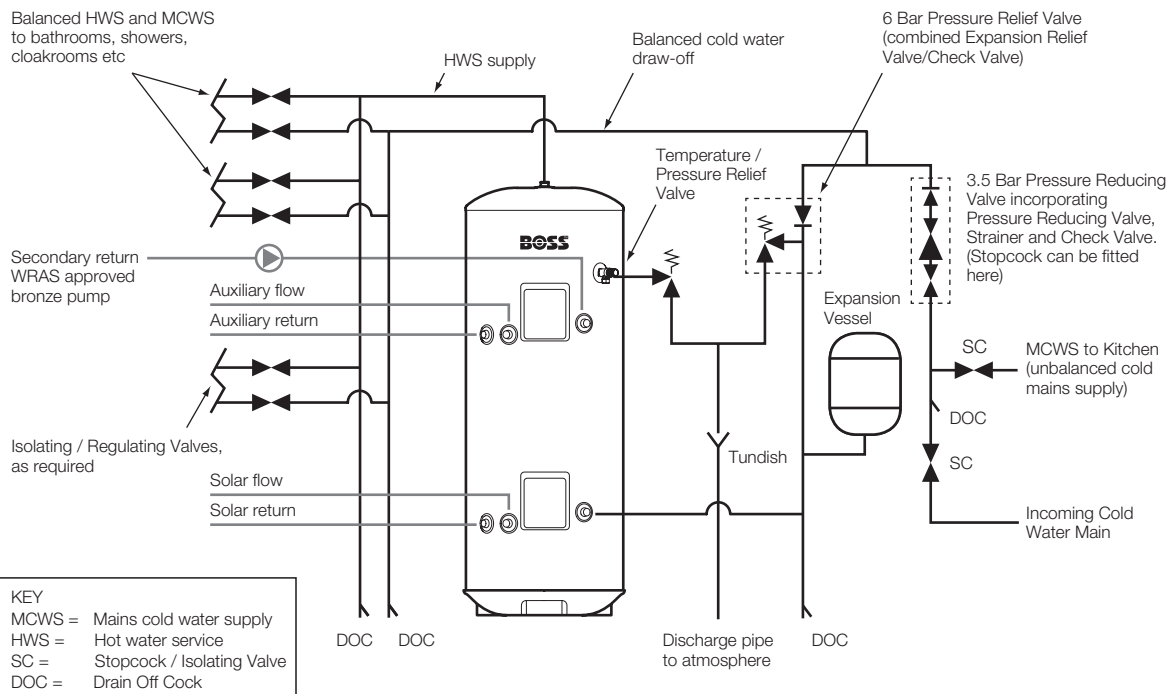 Balanced HWS and MCWS
to bathrooms, showers,
cloakrooms etc
HWS supply
Balanced cold water
draw-off
6 Bar Pressure Relief Valve
(combined Expansion Relief
Valve/Check Valve)
Temperature /
Pressure Relief
Valve
3.5 Bar Pressure Reducing
Valve incorporating
Pressure Reducing Valve,
Strainer and Check Valve.
(Stopcock can be fitted
here)
BOSS
Secondary return
WRAS approved
bronze pump
Auxiliary flow
Auxiliary return
Expansion
Vessel
SC
MCWS to Kitchen
(unbalanced cold
mains supply)
DOC
Isolating / Regulating Valves,
as required
Tundish
SC
Solar flow
Solar return
Incoming Cold
Water Main
KEY
MCWS = Mains cold water supply
HWS = Hot water service
SC = Stopcock / Isolating Valve
DOC = Drain Off Cock
DOC
DOC
Discharge pipe
to atmosphere
DOC